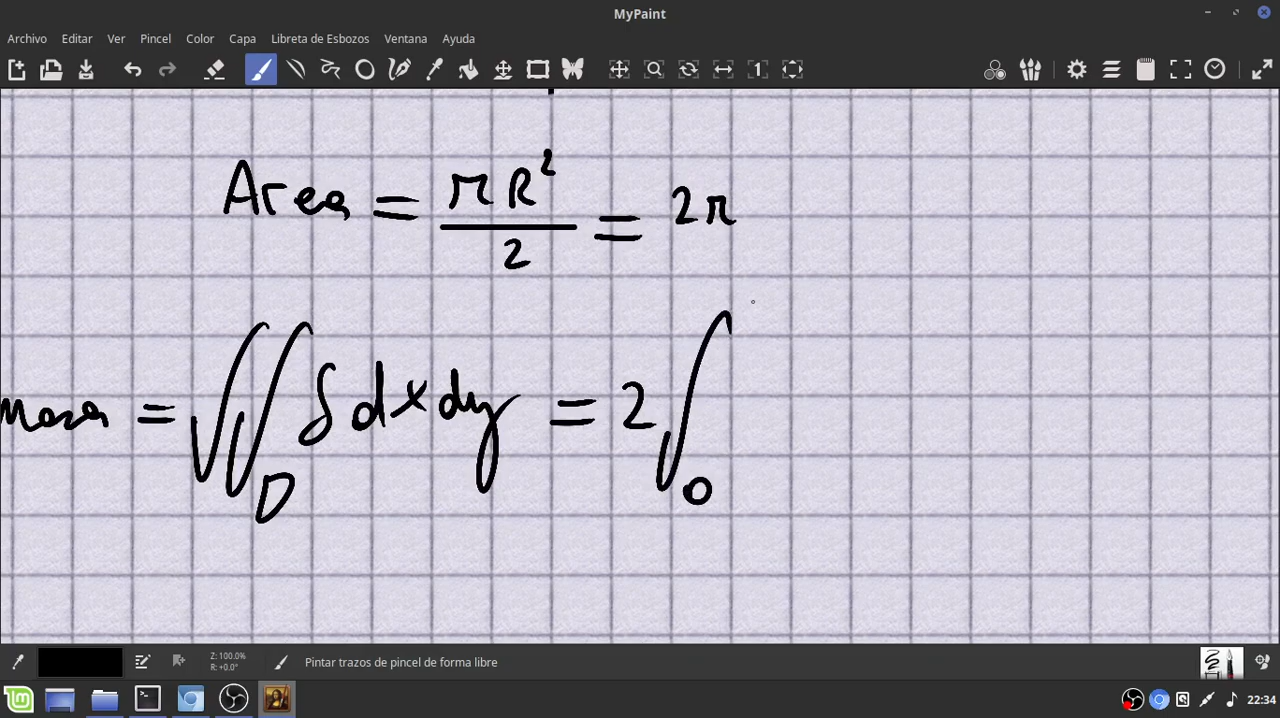 MyPaint
Archivo Editar Ver Pincel Color Capa Libreta de Esbozos Ventana Ayuda
Area = πR²/2 = 2π
masa = ∬_D δ dx dy = 2∫_0
Z: 100.0%
R: +0.0°
Pintar trazos de pincel de forma libre
22:34